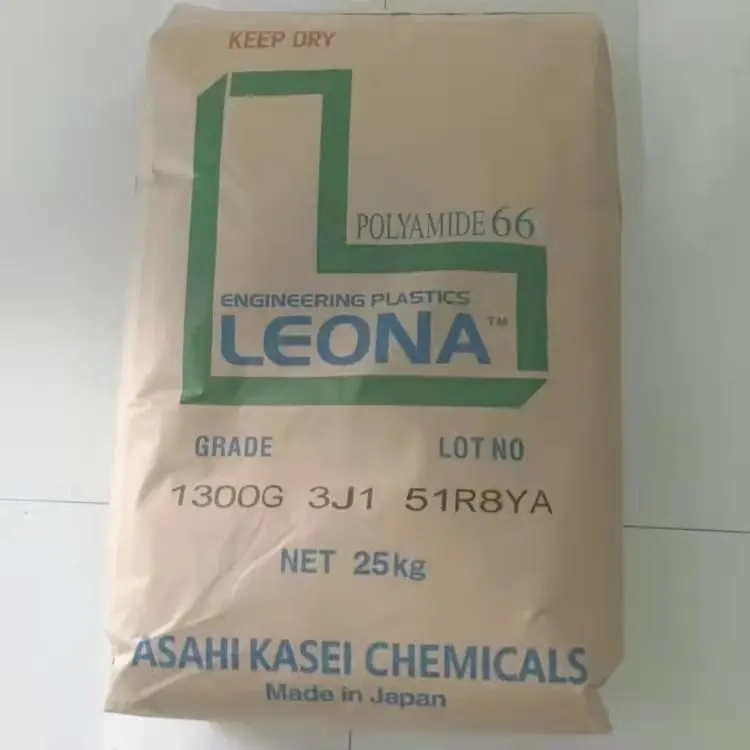 KEEP DRY
POLYAMIDE 66
ENGINEERING PLASTICS
LEONA™
GRADE LOT NO
1300G 3J1 51R8YA
NET 25kg
ASAHI KASEI CHEMICALS
Made in Japan